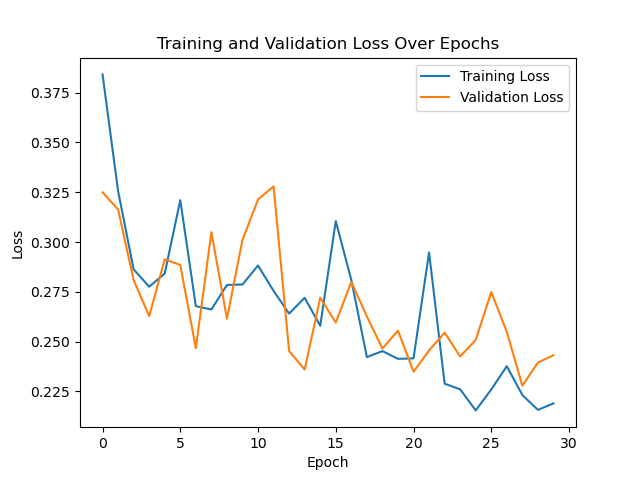 Training and Validation Loss Over Epochs
Training Loss
Validation Loss
0.375
0.350
0.325
0.300
0.275
0.250
0.225
Loss
0 5 10 15 20 25 30
Epoch